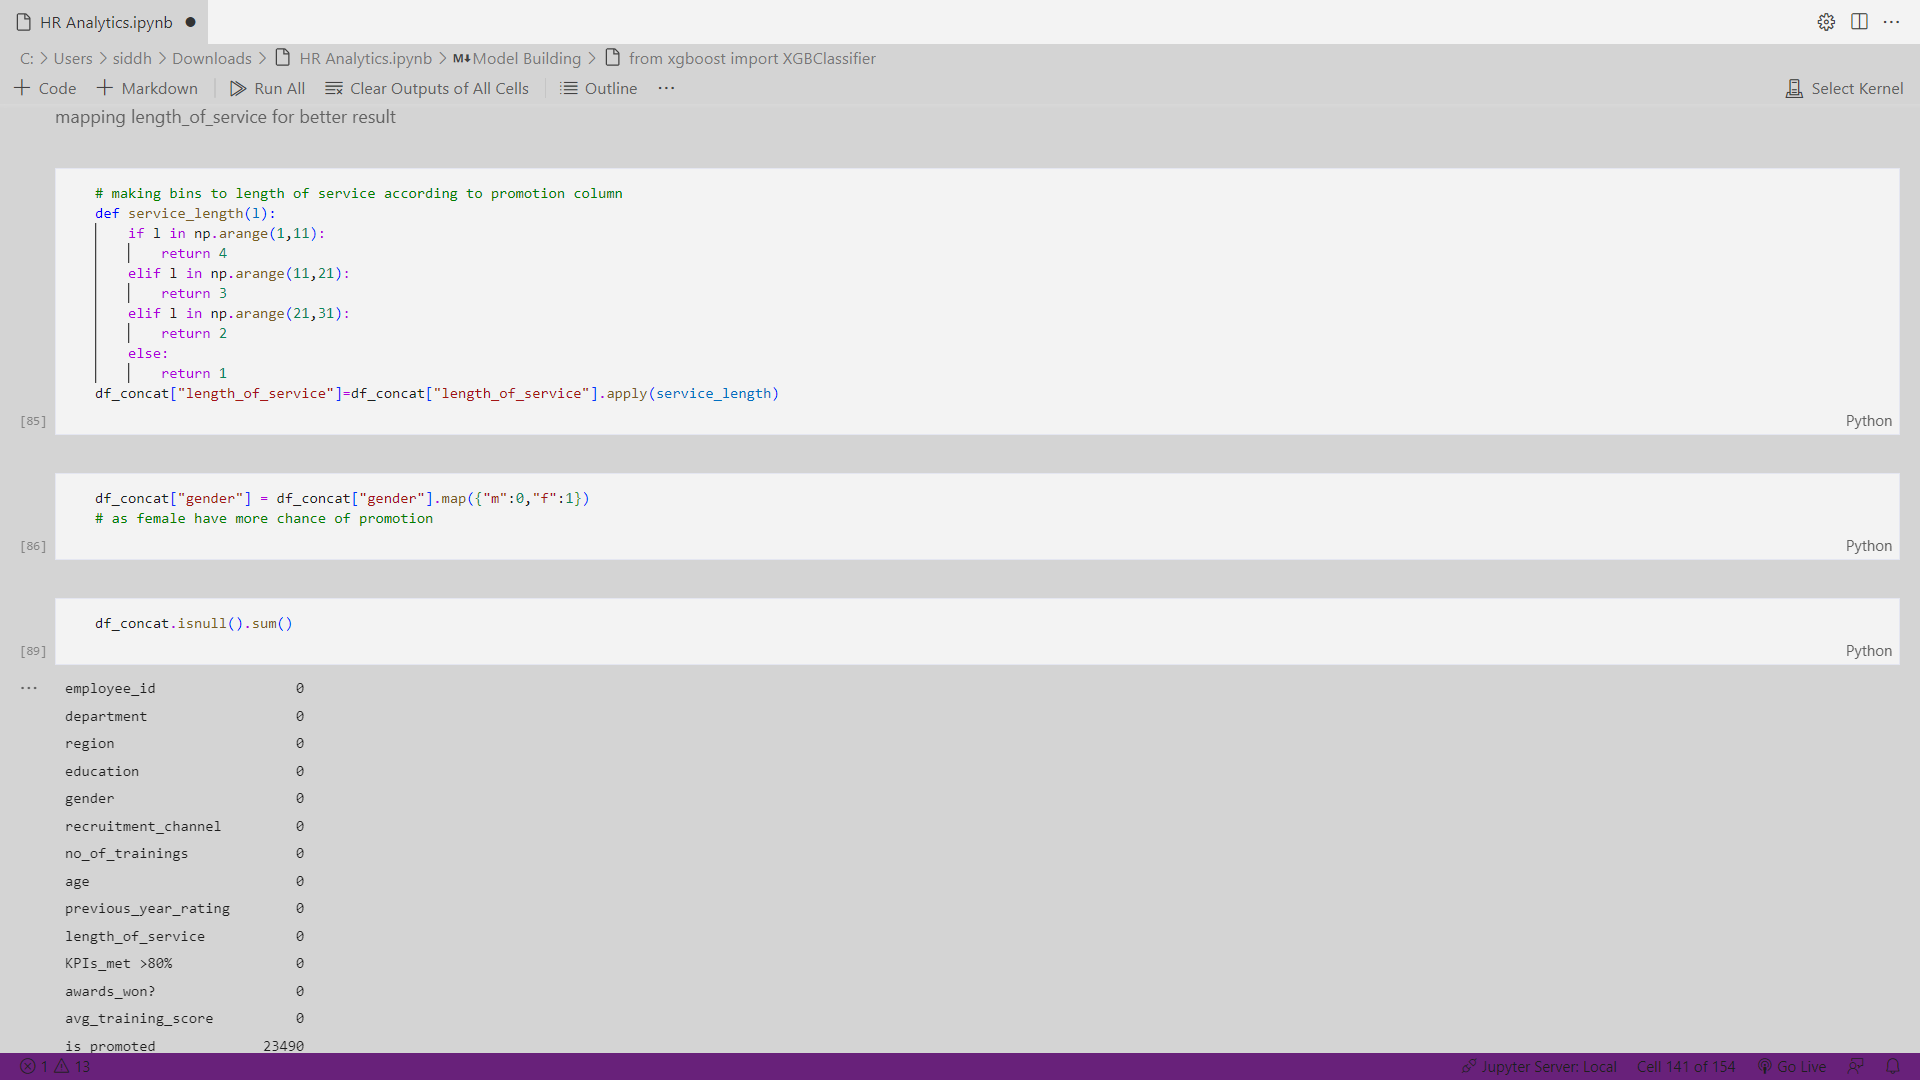 HR Analytics.ipynb
C: > Users > siddh > Downloads > HR Analytics.ipynb > M↓Model Building > from xgboost import XGBClassifier
+ Code + Markdown Run All Clear Outputs of All Cells Outline ... Select Kernel
mapping length_of_service for better result
# making bins to length of service according to promotion column
def service_length(l):
if l in np.arange(1,11):
return 4
elif l in np.arange(11,21):
return 3
elif l in np.arange(21,31):
return 2
else:
return 1
df_concat["length_of_service"]=df_concat["length_of_service"].apply(service_length)
[85] Python
df_concat["gender"] = df_concat["gender"].map({"m":0,"f":1})
# as female have more chance of promotion
[86] Python
df_concat.isnull().sum()
[89] Python
... employee_id 0
department 0
region 0
education 0
gender 0
recruitment_channel 0
no_of_trainings 0
age 0
previous_year_rating 0
length_of_service 0
KPIs_met >80% 0
awards_won? 0
avg_training_score 0
is_promoted 23490
1 13 Jupyter Server: Local Cell 141 of 154 Go Live